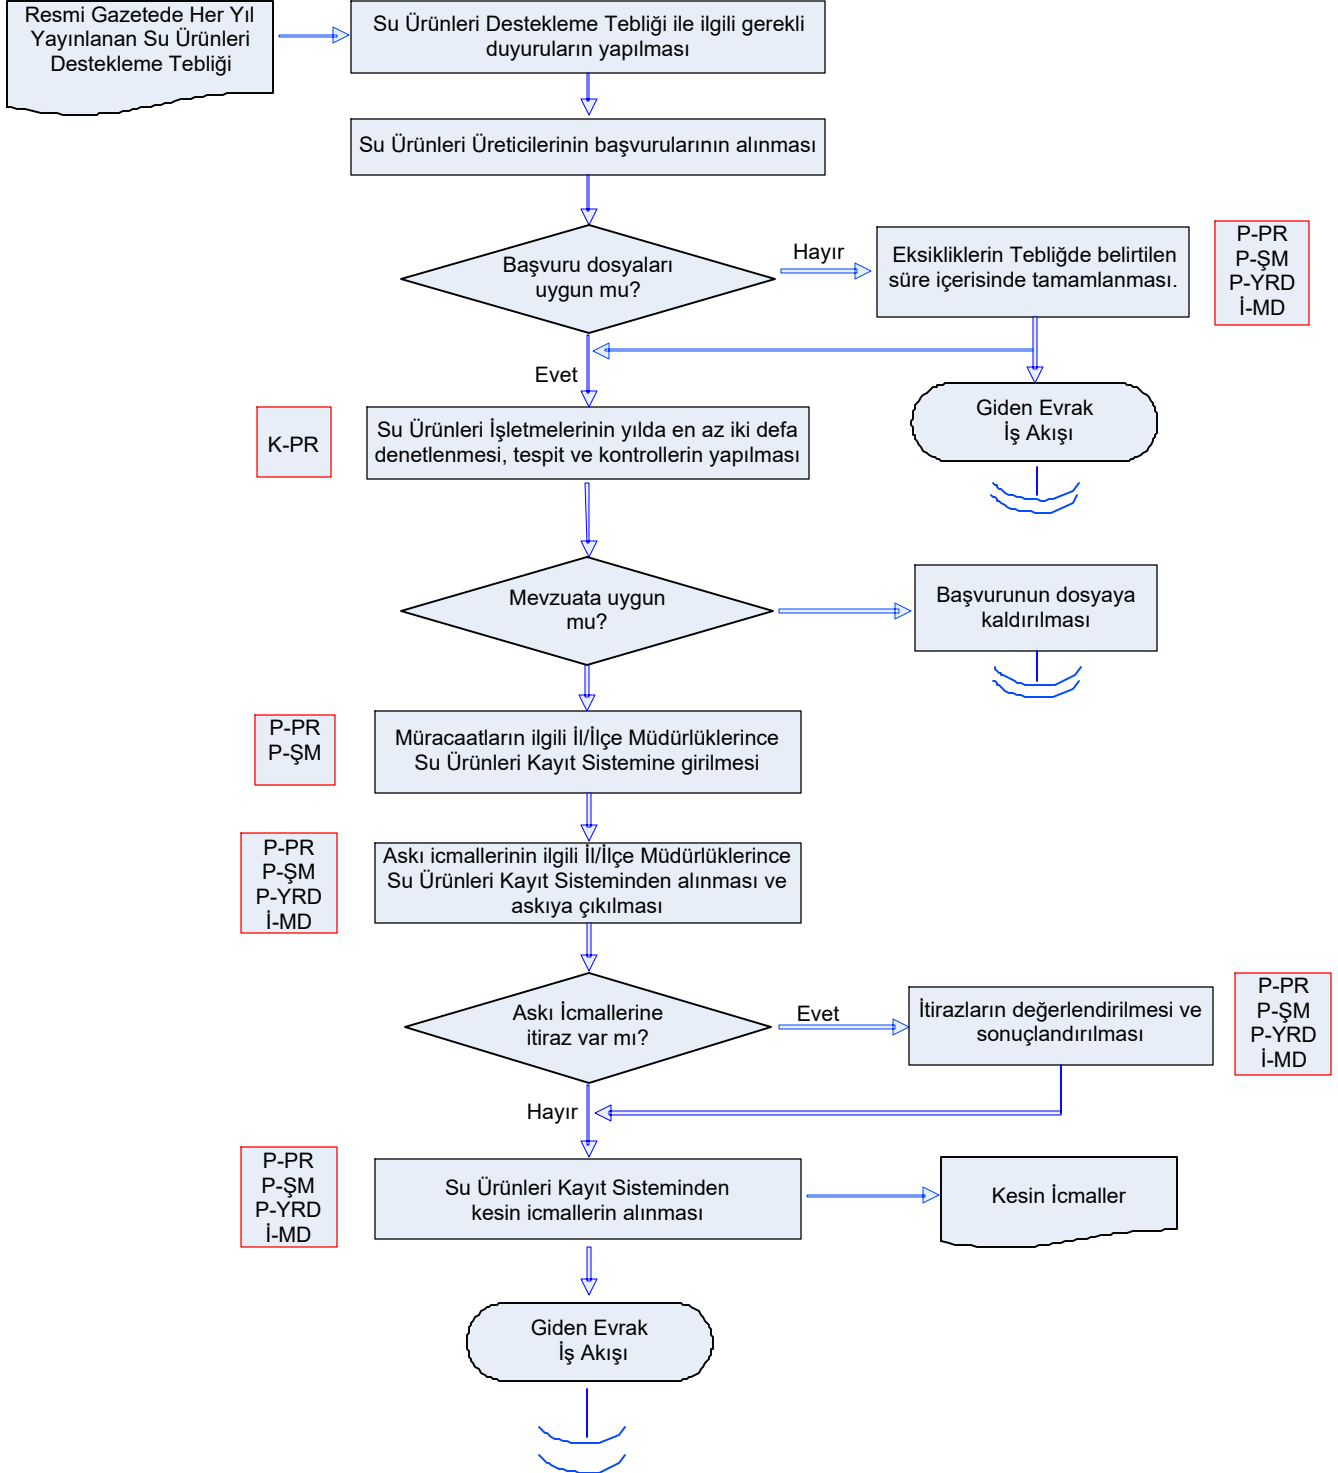 Resmi Gazetede Her Yıl
Yayınlanan Su Ürünleri
Destekleme Tebliği
Su Ürünleri Destekleme Tebliği ile ilgili gerekli
duyuruların yapılması
Su Ürünleri Üreticilerinin başvurularının alınması
Başvuru dosyaları
uygun mu?
Hayır
Eksikliklerin Tebliğde belirtilen
süre içerisinde tamamlanması.
P-PR
P-ŞM
P-YRD
İ-MD
Evet
Giden Evrak
İş Akışı
K-PR
Su Ürünleri İşletmelerinin yılda en az iki defa
denetlenmesi, tespit ve kontrollerin yapılması
Mevzuata uygun
mu?
Başvurunun dosyaya
kaldırılması
P-PR
P-ŞM
Müracaatların ilgili İl/İlçe Müdürlüklerince
Su Ürünleri Kayıt Sistemine girilmesi
P-PR
P-ŞM
P-YRD
İ-MD
Askı icmallerinin ilgili İl/İlçe Müdürlüklerince
Su Ürünleri Kayıt Sisteminden alınması ve
askıya çıkılması
Askı İcmallerine
itiraz var mı?
Evet
İtirazların değerlendirilmesi ve
sonuçlandırılması
P-PR
P-ŞM
P-YRD
İ-MD
Hayır
P-PR
P-ŞM
P-YRD
İ-MD
Su Ürünleri Kayıt Sisteminden
kesin icmallerin alınması
Kesin İcmaller
Giden Evrak
İş Akışı